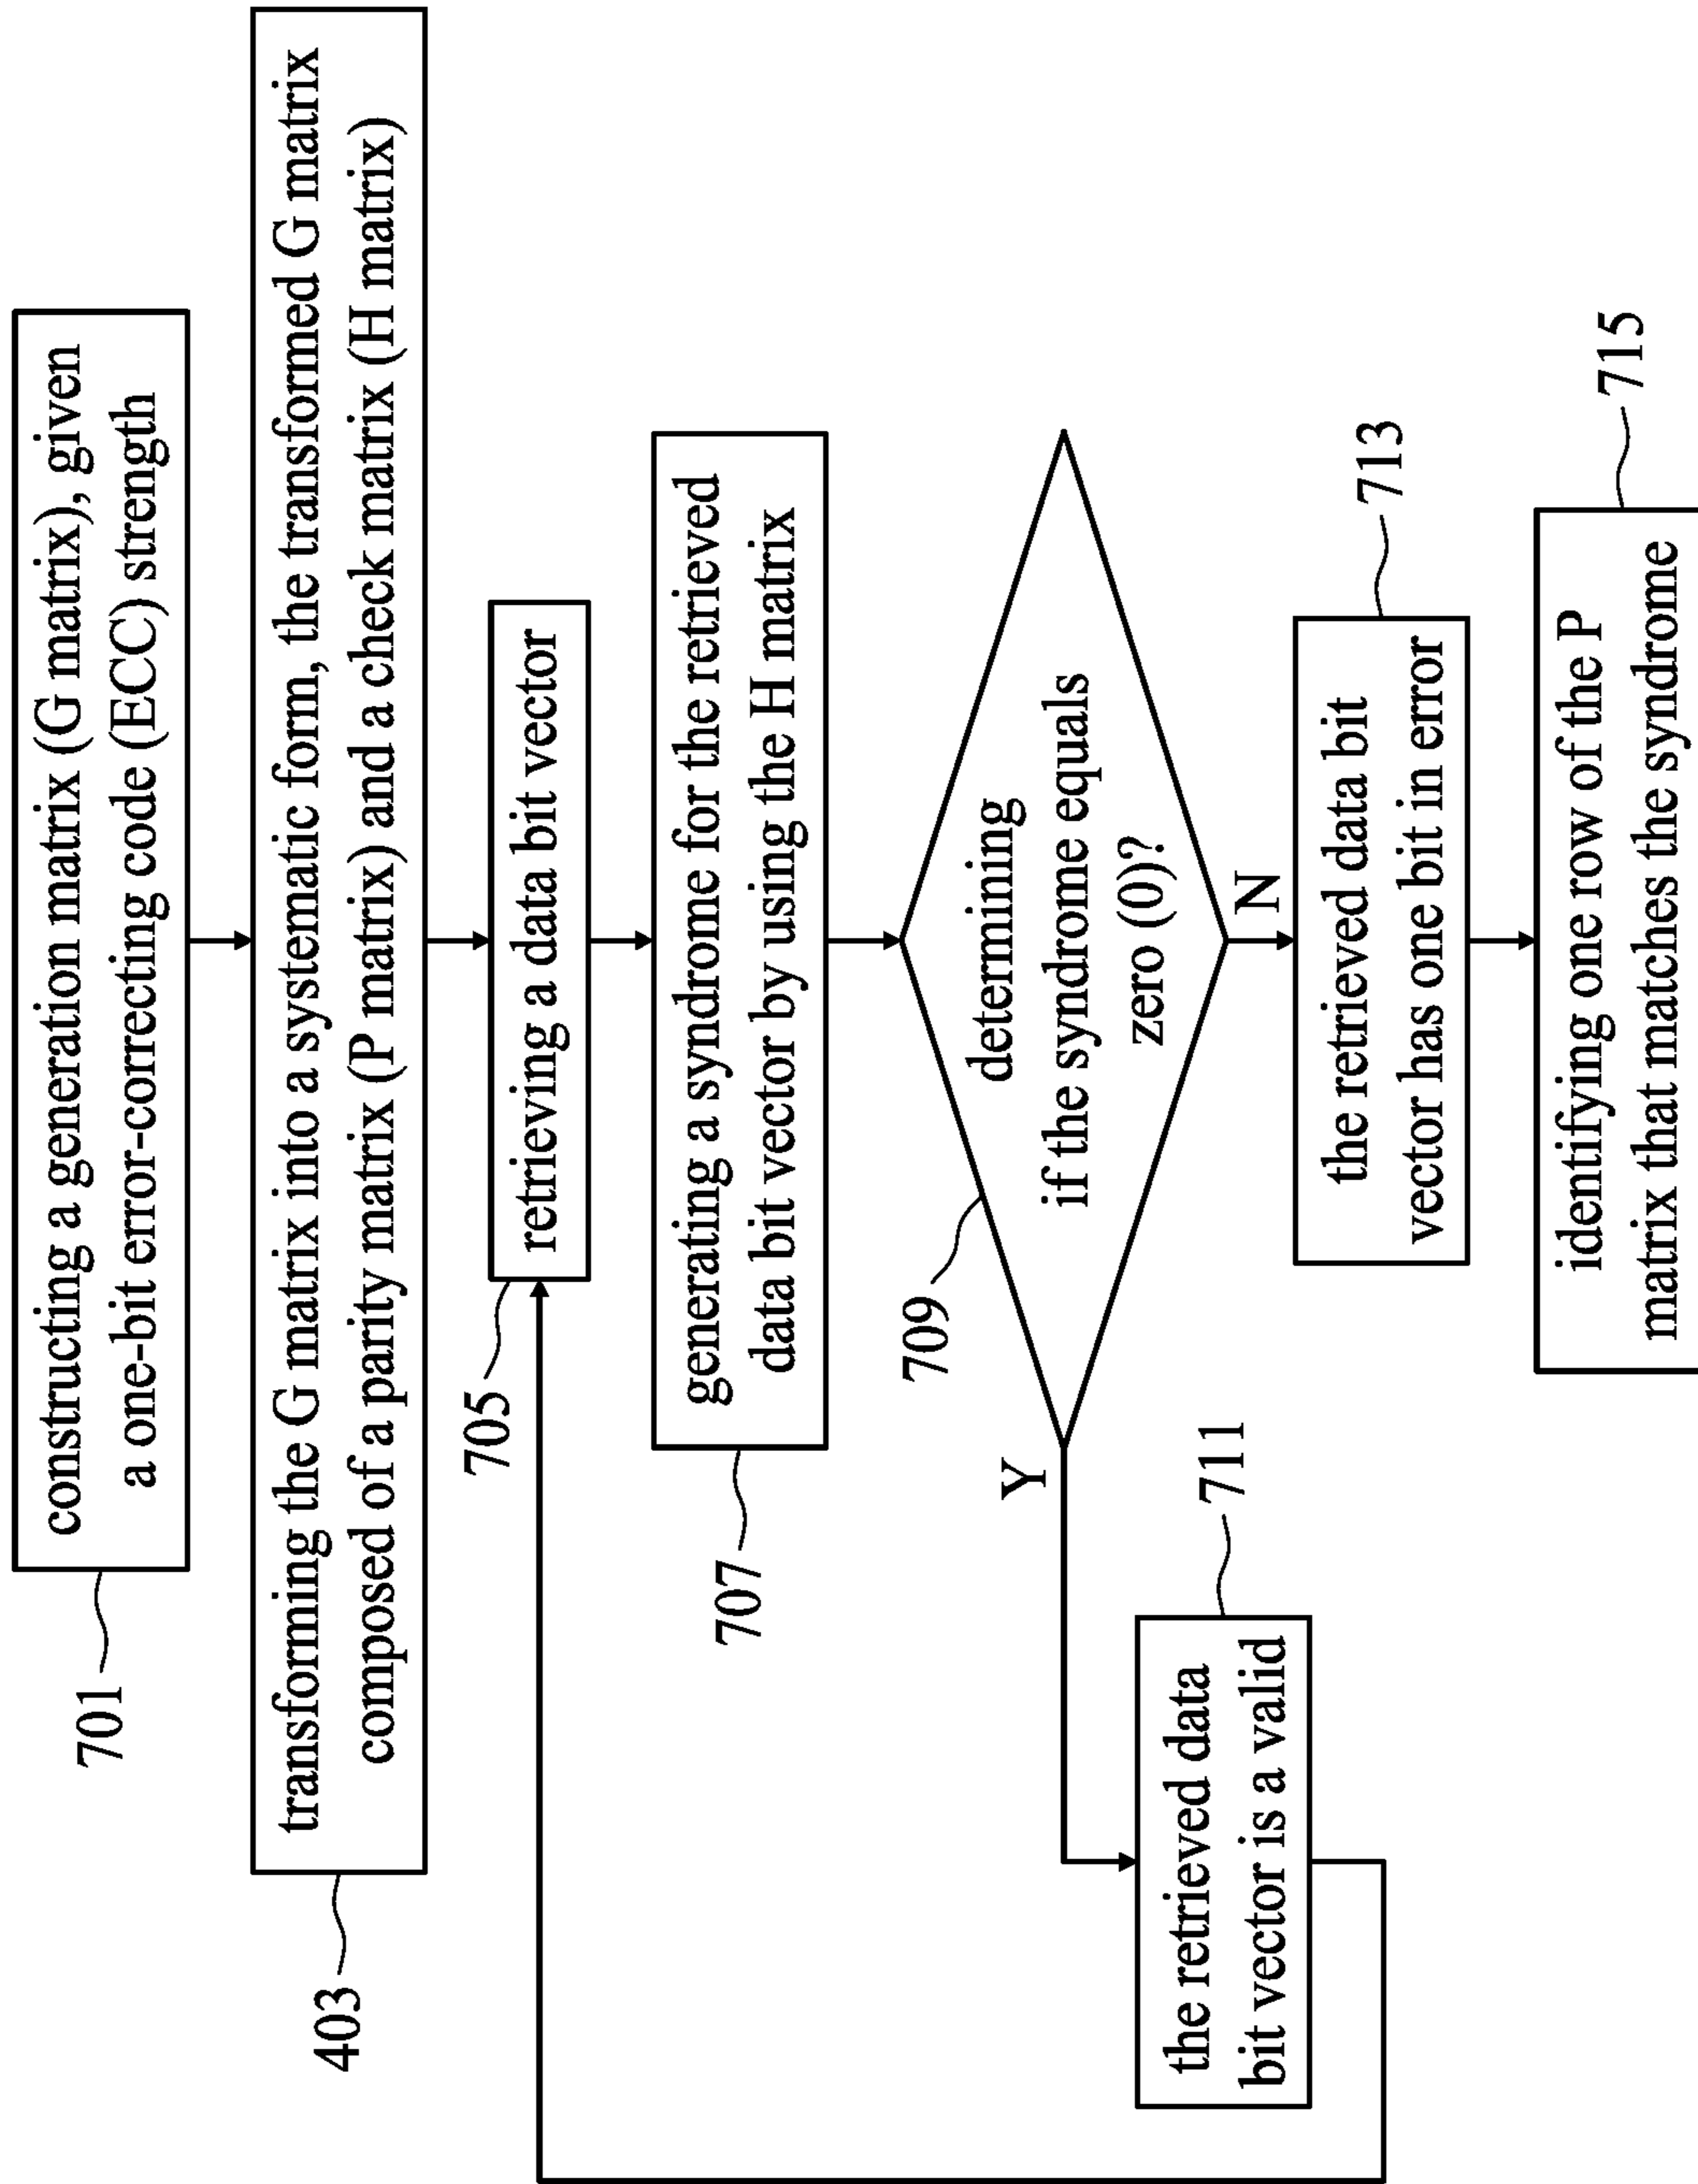 701
constructing a generation matrix (G matrix), given
a one-bit error-correcting code (ECC) strength
403
transforming the G matrix into a systematic form, the transformed G matrix
composed of a parity matrix (P matrix) and a check matrix (H matrix)
705
retrieving a data bit vector
707
generating a syndrome for the retrieved
data bit vector by using the H matrix
709
determining
if the syndrome equals
zero (0)?
Y
N
711
the retrieved data
bit vector is a valid
713
the retrieved data bit
vector has one bit in error
715
identifying one row of the P
matrix that matches the syndrome